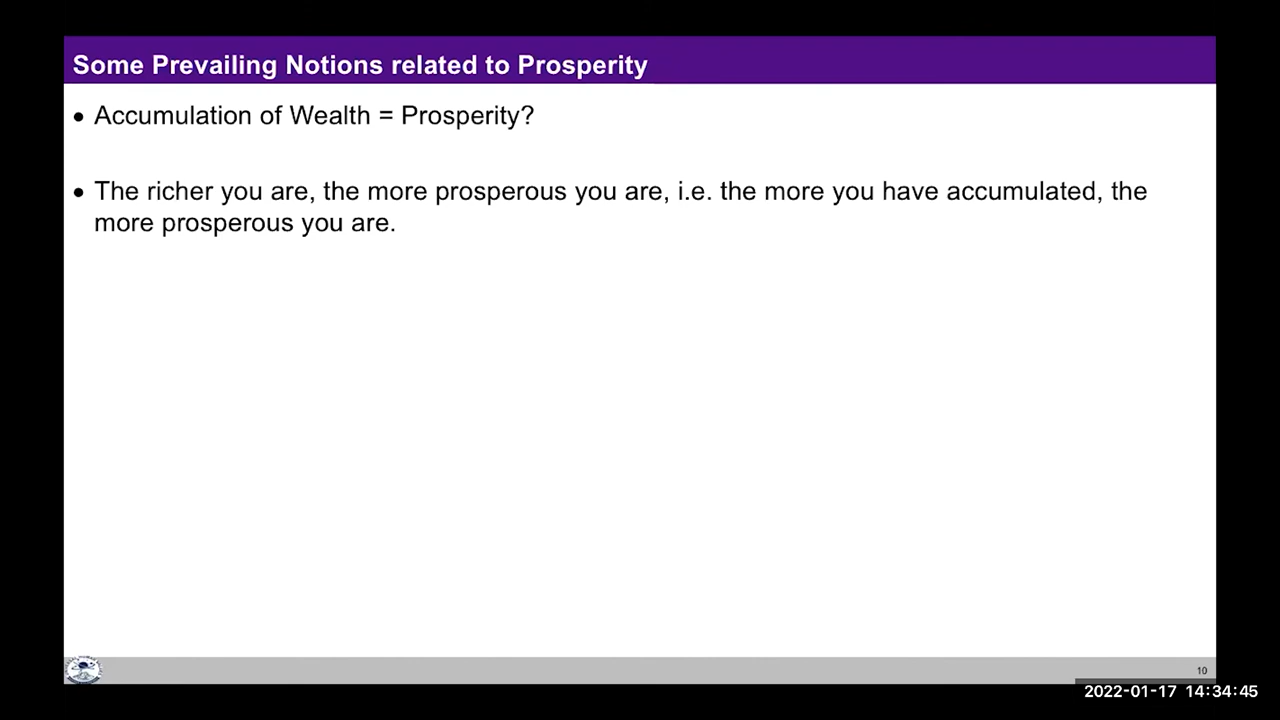 Some Prevailing Notions related to Prosperity
• Accumulation of Wealth = Prosperity?
• The richer you are, the more prosperous you are, i.e. the more you have accumulated, the
more prosperous you are.
10
2022-01-17 14:34:45